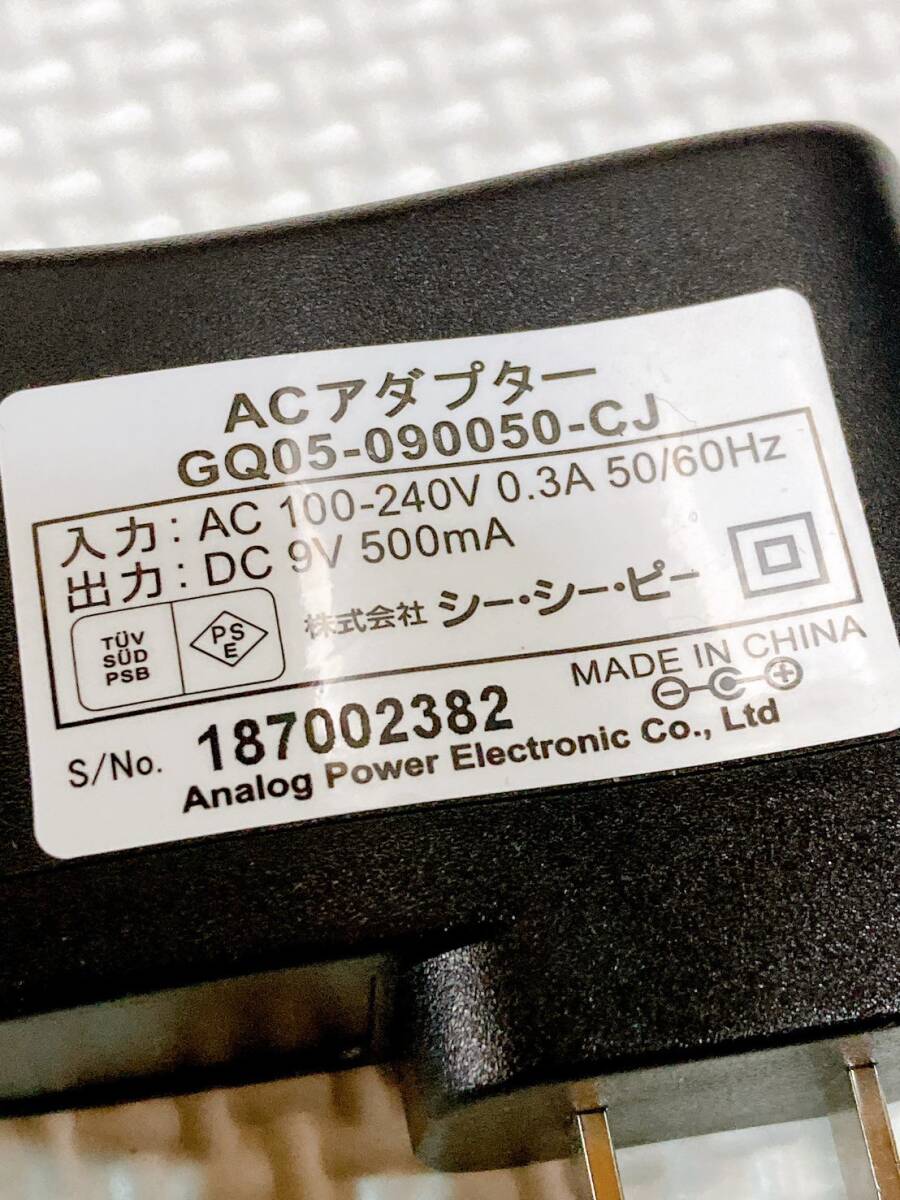 ACアダプター
GQ05-090050-CJ
入力: AC 100-240V 0.3A 50/60Hz
出力: DC 9V 500mA
TÜV
SÜD
PSB
PS
E
株式会社 シー・シー・ピー
MADE IN CHINA
S/No. 187002382
Analog Power Electronic Co., Ltd